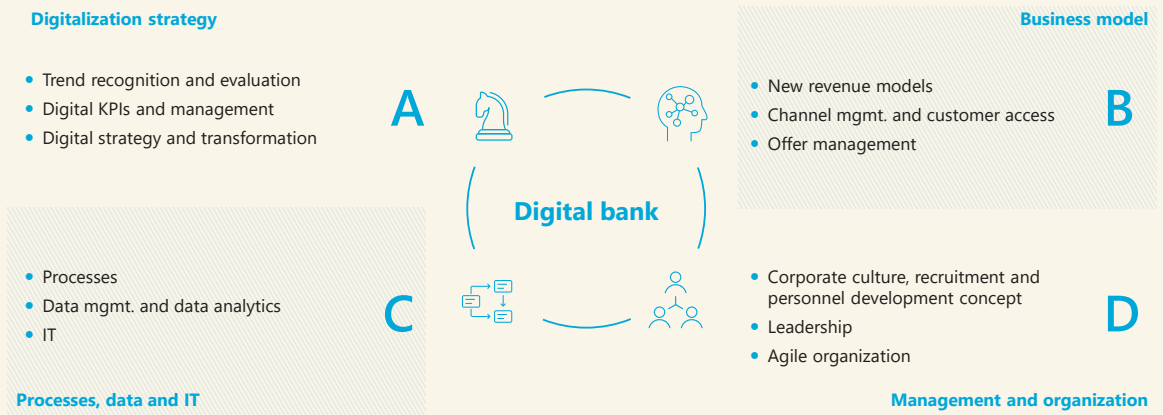 Digitalization strategy
Trend recognition and evaluation
Digital KPIs and management
Digital strategy and transformation
A
Business model
New revenue models
Channel mgmt. and customer access
Offer management
B
Digital bank
Processes
Data mgmt. and data analytics
IT
C
Processes, data and IT
Corporate culture, recruitment and
personnel development concept
Leadership
Agile organization
D
Management and organization